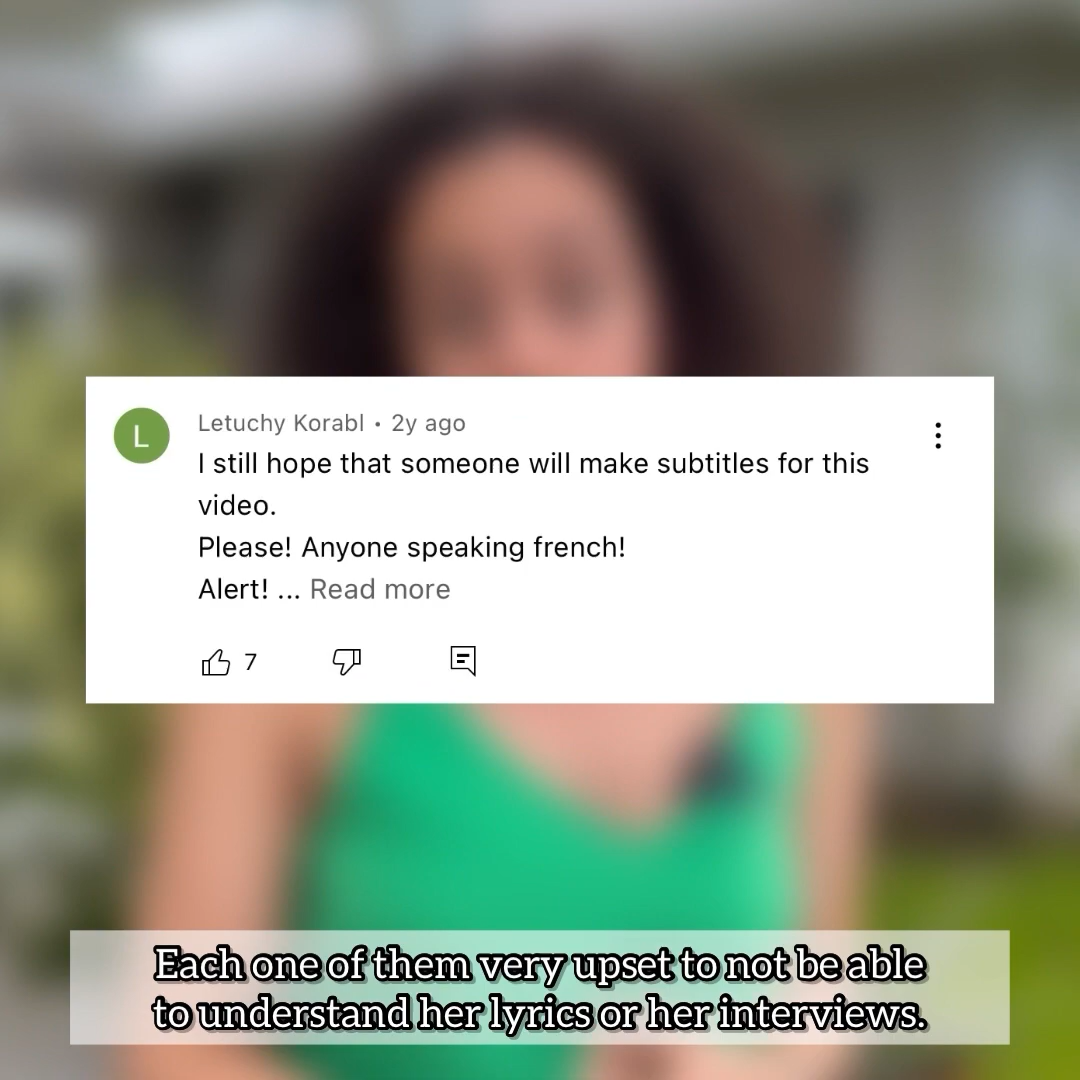 L
Letuchy Korabl • 2y ago
I still hope that someone will make subtitles for this
video.
Please! Anyone speaking french!
Alert! ... Read more
7
Each one of them very upset to not be able
to understand her lyrics or her interviews.